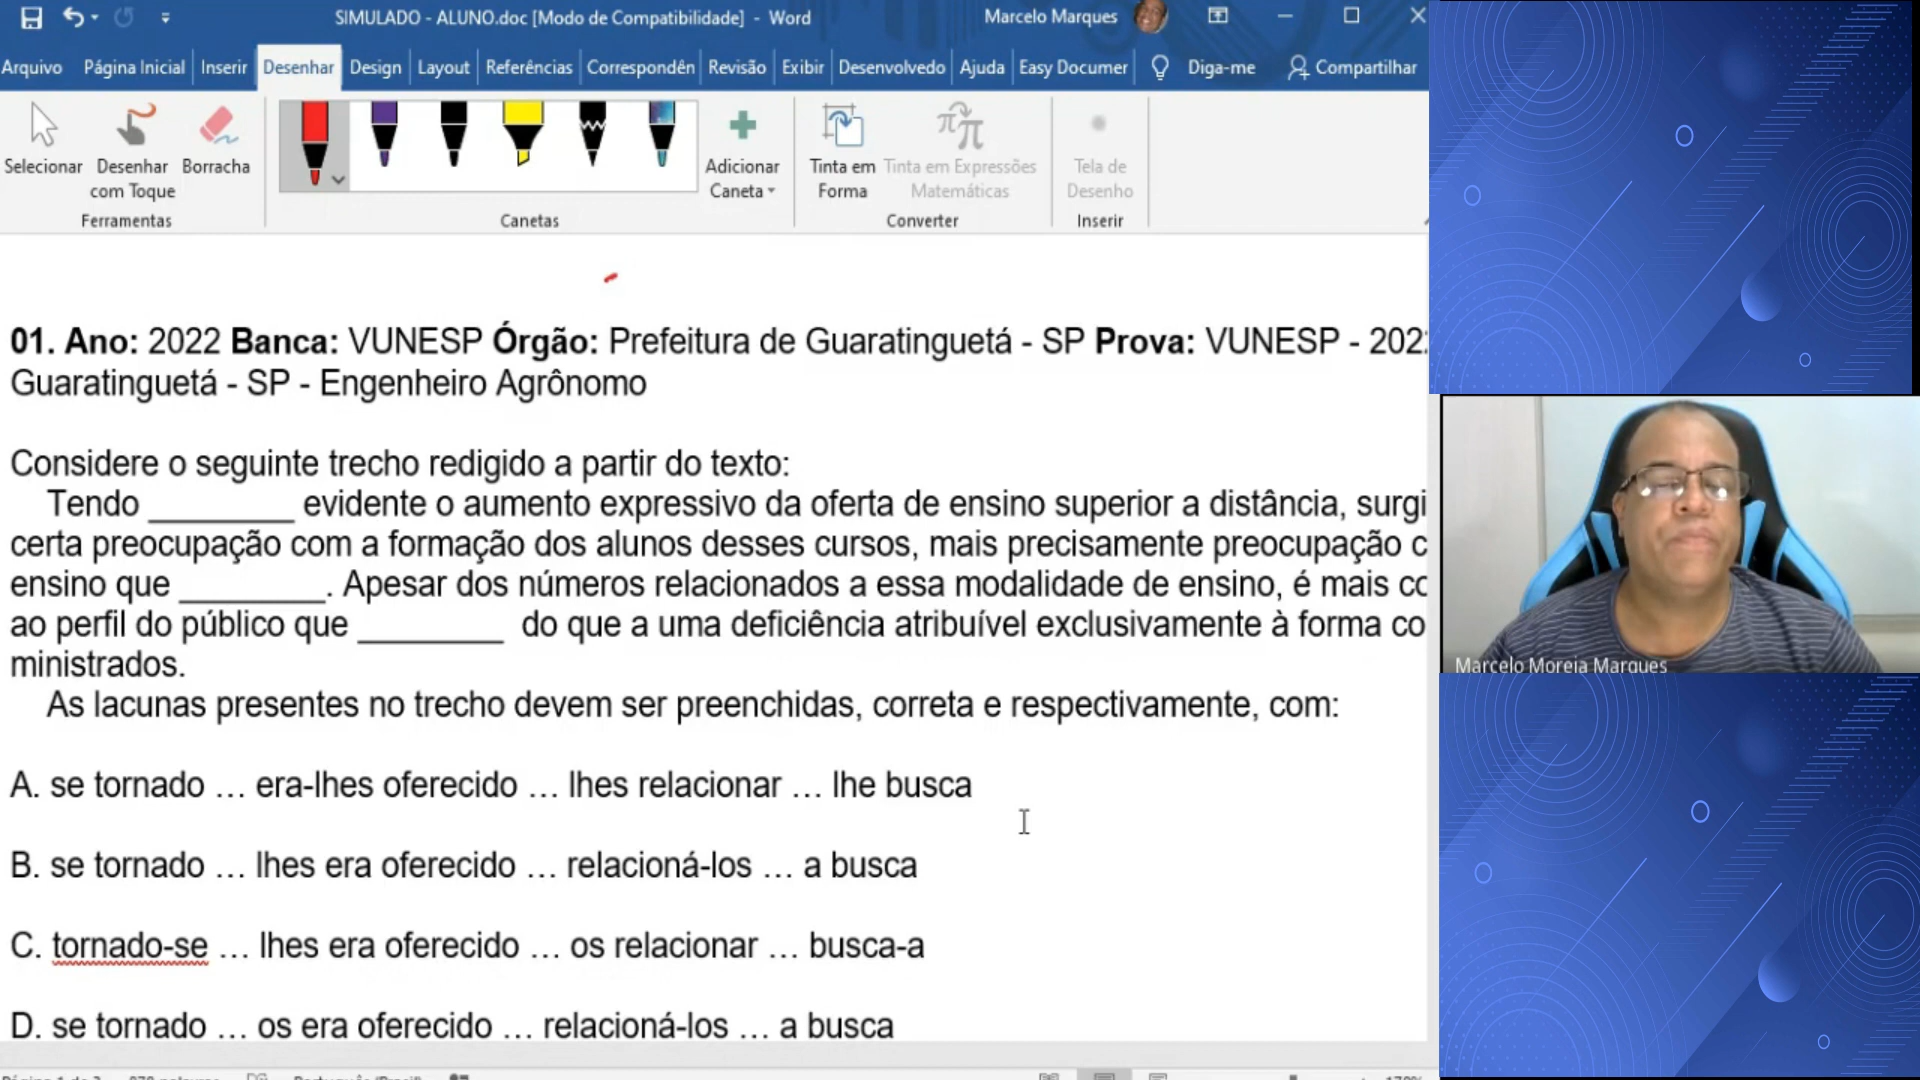 SIMULADO - ALUNO.doc [Modo de Compatibilidade] - Word
Marcelo Marques
Arquivo Página Inicial Inserir Desenhar Design Layout Referências Correspondên Revisão Exibir Desenvolvedo Ajuda Easy Documer Diga-me Compartilhar
Selecionar
Desenhar
com Toque
Borracha
Adicionar
Caneta
Tinta em
Forma
Tinta em Expressões
Matemáticas
Tela de
Desenho
Ferramentas Canetas Converter Inserir
01. Ano: 2022 Banca: VUNESP Órgão: Prefeitura de Guaratinguetá - SP Prova: VUNESP - 202
Guaratinguetá - SP - Engenheiro Agrônomo
Considere o seguinte trecho redigido a partir do texto:
Tendo ________ evidente o aumento expressivo da oferta de ensino superior a distância, surgi
certa preocupação com a formação dos alunos desses cursos, mais precisamente preocupação c
ensino que ________. Apesar dos números relacionados a essa modalidade de ensino, é mais co
ao perfil do público que ________ do que a uma deficiência atribuível exclusivamente à forma co
ministrados.
As lacunas presentes no trecho devem ser preenchidas, correta e respectivamente, com:
A. se tornado … era-lhes oferecido … lhes relacionar … lhe busca
B. se tornado … lhes era oferecido … relacioná-los … a busca
C. tornado-se … lhes era oferecido … os relacionar … busca-a
D. se tornado … os era oferecido … relacioná-los … a busca
Marcelo Moreia Marques